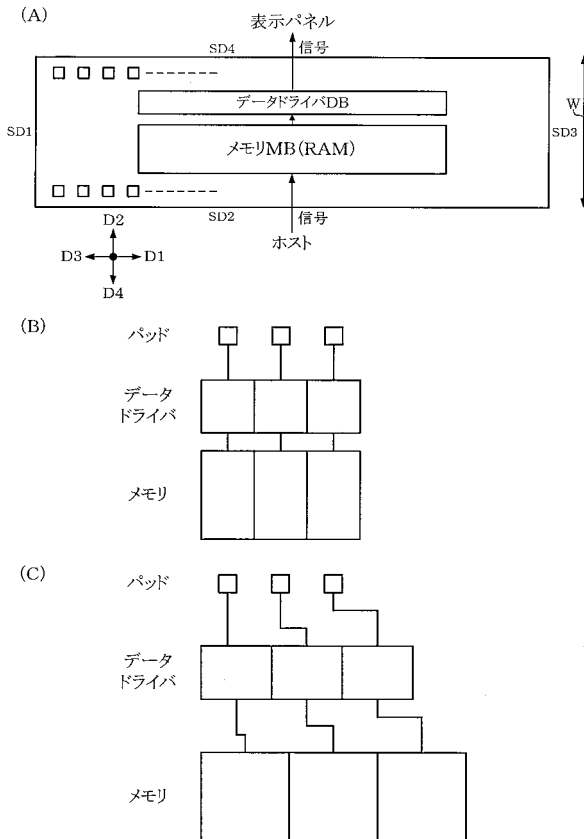 (A)
表示パネル
信号
SD4
データドライバDB
メモリMB(RAM)
SD1
W
SD3
SD2
信号
ホスト
D2
D3
D1
D4
(B)
パッド
データ
ドライバ
メモリ
(C)
パッド
データ
ドライバ
メモリ